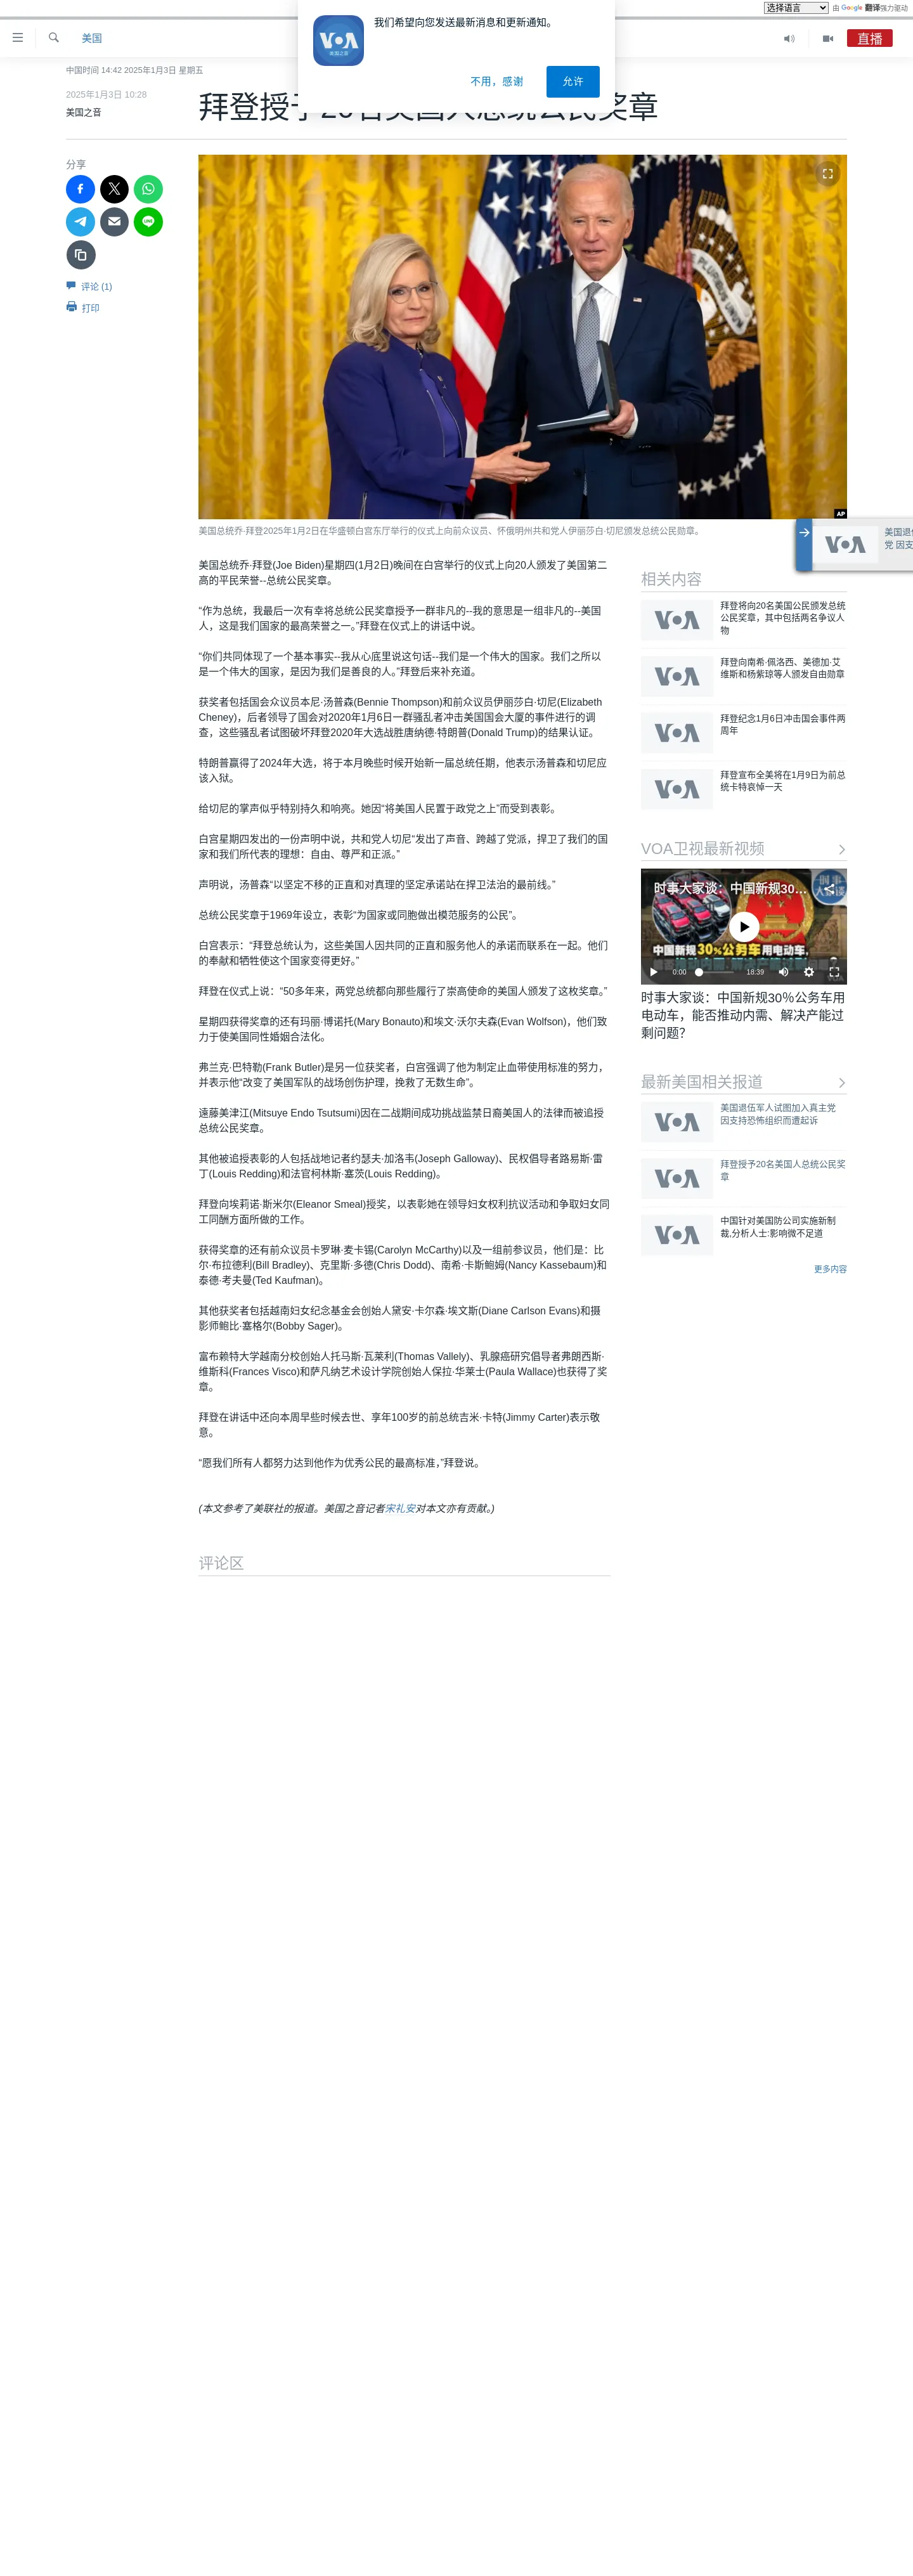 选择语言
由 Google 翻译强力驱动
我们希望向您发送最新消息和更新通知。
VOA
美国之音
不用，感谢
允许
美国
直播
中国时间 14:42 2025年1月3日 星期五
2025年1月3日 10:28
美国之音
拜登授予20名美国人总统公民奖章
分享
LINE
评论 (1)
打印
AP
美国总统乔·拜登2025年1月2日在华盛顿白宫东厅举行的仪式上向前众议员、怀俄明州共和党人伊丽莎白·切尼颁发总统公民勋章。
美国总统乔·拜登(Joe Biden)星期四(1月2日)晚间在白宫举行的仪式上向20人颁发了美国第二
高的平民荣誉--总统公民奖章。
“作为总统，我最后一次有幸将总统公民奖章授予一群非凡的--我的意思是一组非凡的--美国
人，这是我们国家的最高荣誉之一。”拜登在仪式上的讲话中说。
“你们共同体现了一个基本事实--我从心底里说这句话--我们是一个伟大的国家。我们之所以
是一个伟大的国家，是因为我们是善良的人。”拜登后来补充道。
获奖者包括国会众议员本尼·汤普森(Bennie Thompson)和前众议员伊丽莎白·切尼(Elizabeth
Cheney)，后者领导了国会对2020年1月6日一群骚乱者冲击美国国会大厦的事件进行的调
查，这些骚乱者试图破坏拜登2020年大选战胜唐纳德·特朗普(Donald Trump)的结果认证。
特朗普赢得了2024年大选，将于本月晚些时候开始新一届总统任期，他表示汤普森和切尼应
该入狱。
给切尼的掌声似乎特别持久和响亮。她因“将美国人民置于政党之上”而受到表彰。
白宫星期四发出的一份声明中说，共和党人切尼“发出了声音、跨越了党派，捍卫了我们的国
家和我们所代表的理想：自由、尊严和正派。”
声明说，汤普森“以坚定不移的正直和对真理的坚定承诺站在捍卫法治的最前线。”
总统公民奖章于1969年设立，表彰“为国家或同胞做出模范服务的公民”。
白宫表示：“拜登总统认为，这些美国人因共同的正直和服务他人的承诺而联系在一起。他们
的奉献和牺牲使这个国家变得更好。”
拜登在仪式上说：“50多年来，两党总统都向那些履行了崇高使命的美国人颁发了这枚奖章。”
星期四获得奖章的还有玛丽·博诺托(Mary Bonauto)和埃文·沃尔夫森(Evan Wolfson)，他们致
力于使美国同性婚姻合法化。
弗兰克·巴特勒(Frank Butler)是另一位获奖者，白宫强调了他为制定止血带使用标准的努力，
并表示他“改变了美国军队的战场创伤护理，挽救了无数生命”。
遠藤美津江(Mitsuye Endo Tsutsumi)因在二战期间成功挑战监禁日裔美国人的法律而被追授
总统公民奖章。
其他被追授表彰的人包括战地记者约瑟夫·加洛韦(Joseph Galloway)、民权倡导者路易斯·雷
丁(Louis Redding)和法官柯林斯·塞茨(Louis Redding)。
拜登向埃莉诺·斯米尔(Eleanor Smeal)授奖，以表彰她在领导妇女权利抗议活动和争取妇女同
工同酬方面所做的工作。
获得奖章的还有前众议员卡罗琳·麦卡锡(Carolyn McCarthy)以及一组前参议员，他们是：比
尔·布拉德利(Bill Bradley)、克里斯·多德(Chris Dodd)、南希·卡斯鲍姆(Nancy Kassebaum)和
泰德·考夫曼(Ted Kaufman)。
其他获奖者包括越南妇女纪念基金会创始人黛安·卡尔森·埃文斯(Diane Carlson Evans)和摄
影师鲍比·塞格尔(Bobby Sager)。
富布赖特大学越南分校创始人托马斯·瓦莱利(Thomas Vallely)、乳腺癌研究倡导者弗朗西斯·
维斯科(Frances Visco)和萨凡纳艺术设计学院创始人保拉·华莱士(Paula Wallace)也获得了奖
章。
拜登在讲话中还向本周早些时候去世、享年100岁的前总统吉米·卡特(Jimmy Carter)表示敬
意。
“愿我们所有人都努力达到他作为优秀公民的最高标准，”拜登说。
(本文参考了美联社的报道。美国之音记者宋礼安对本文亦有贡献。)
评论区
VOA
美国退伍
党 因支
相关内容
VOA
拜登将向20名美国公民颁发总统
公民奖章，其中包括两名争议人
物
VOA
拜登向南希·佩洛西、美德加·艾
维斯和杨紫琼等人颁发自由勋章
VOA
拜登纪念1月6日冲击国会事件两
周年
VOA
拜登宣布全美将在1月9日为前总
统卡特哀悼一天
VOA卫视最新视频
时事大家谈：中国新规30...
中国新规30%公务车用电动车,
0:00
18:39
时事大家谈：中国新规30%公务车用
电动车，能否推动内需、解决产能过
剩问题？
最新美国相关报道
VOA
美国退伍军人试图加入真主党
因支持恐怖组织而遭起诉
VOA
拜登授予20名美国人总统公民奖
章
VOA
中国针对美国防公司实施新制
裁,分析人士:影响微不足道
更多内容